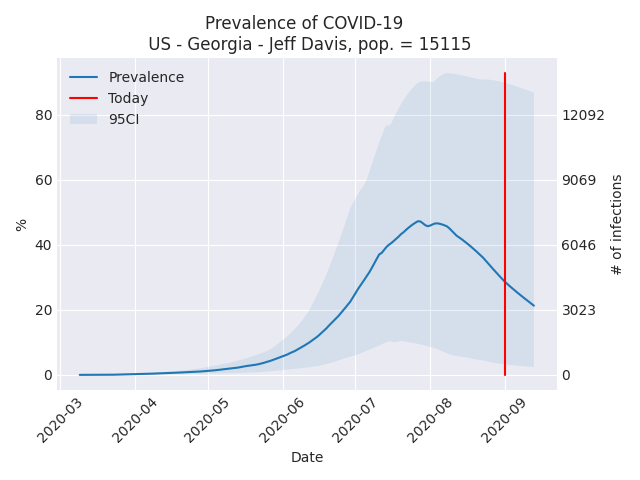 Prevalence of COVID-19
US - Georgia - Jeff Davis, pop. = 15115
Prevalence
Today
95CI
80
60
40
20
0
%
12092
9069
6046
3023
0
# of infections
2020-03
2020-04
2020-05
2020-06
2020-07
2020-08
2020-09
Date